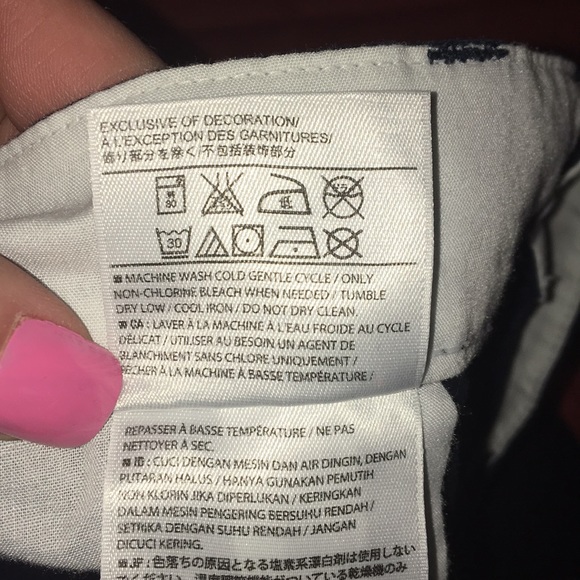 EXCLUSIVE OF DECORATION/
À L'EXCEPTION DES GARNITURES/
飾り部分を除く/不包括装饰部分
30
MACHINE WASH COLD GENTLE CYCLE / ONLY
NON-CHLORINE BLEACH WHEN NEEDED / TUMBLE
DRY LOW / COOL IRON / DO NOT DRY CLEAN.
CA : LAVER À LA MACHINE À L'EAU FROIDE AU CYCLE
DÉLICAT / UTILISER AU BESOIN UN AGENT DE
BLANCHIMENT SANS CHLORE UNIQUEMENT /
SÉCHER À LA MACHINE À BASSE TEMPÉRATURE /
REPASSER À BASSE TEMPÉRATURE / NE PAS
NETTOYER À SEC.
ID : CUCI DENGAN MESIN DAN AIR DINGIN, DENGAN
PUTARAN HALUS / HANYA GUNAKAN PEMUTIH
NON KLORIN JIKA DIPERLUKAN / KERINGKAN
DALAM MESIN PENGERING BERSUHU RENDAH /
SETRIKA DENGAN SUHU RENDAH / JANGAN
DICUCI KERING.
JP : 色落ちの原因となる塩素系漂白剤は使用しない